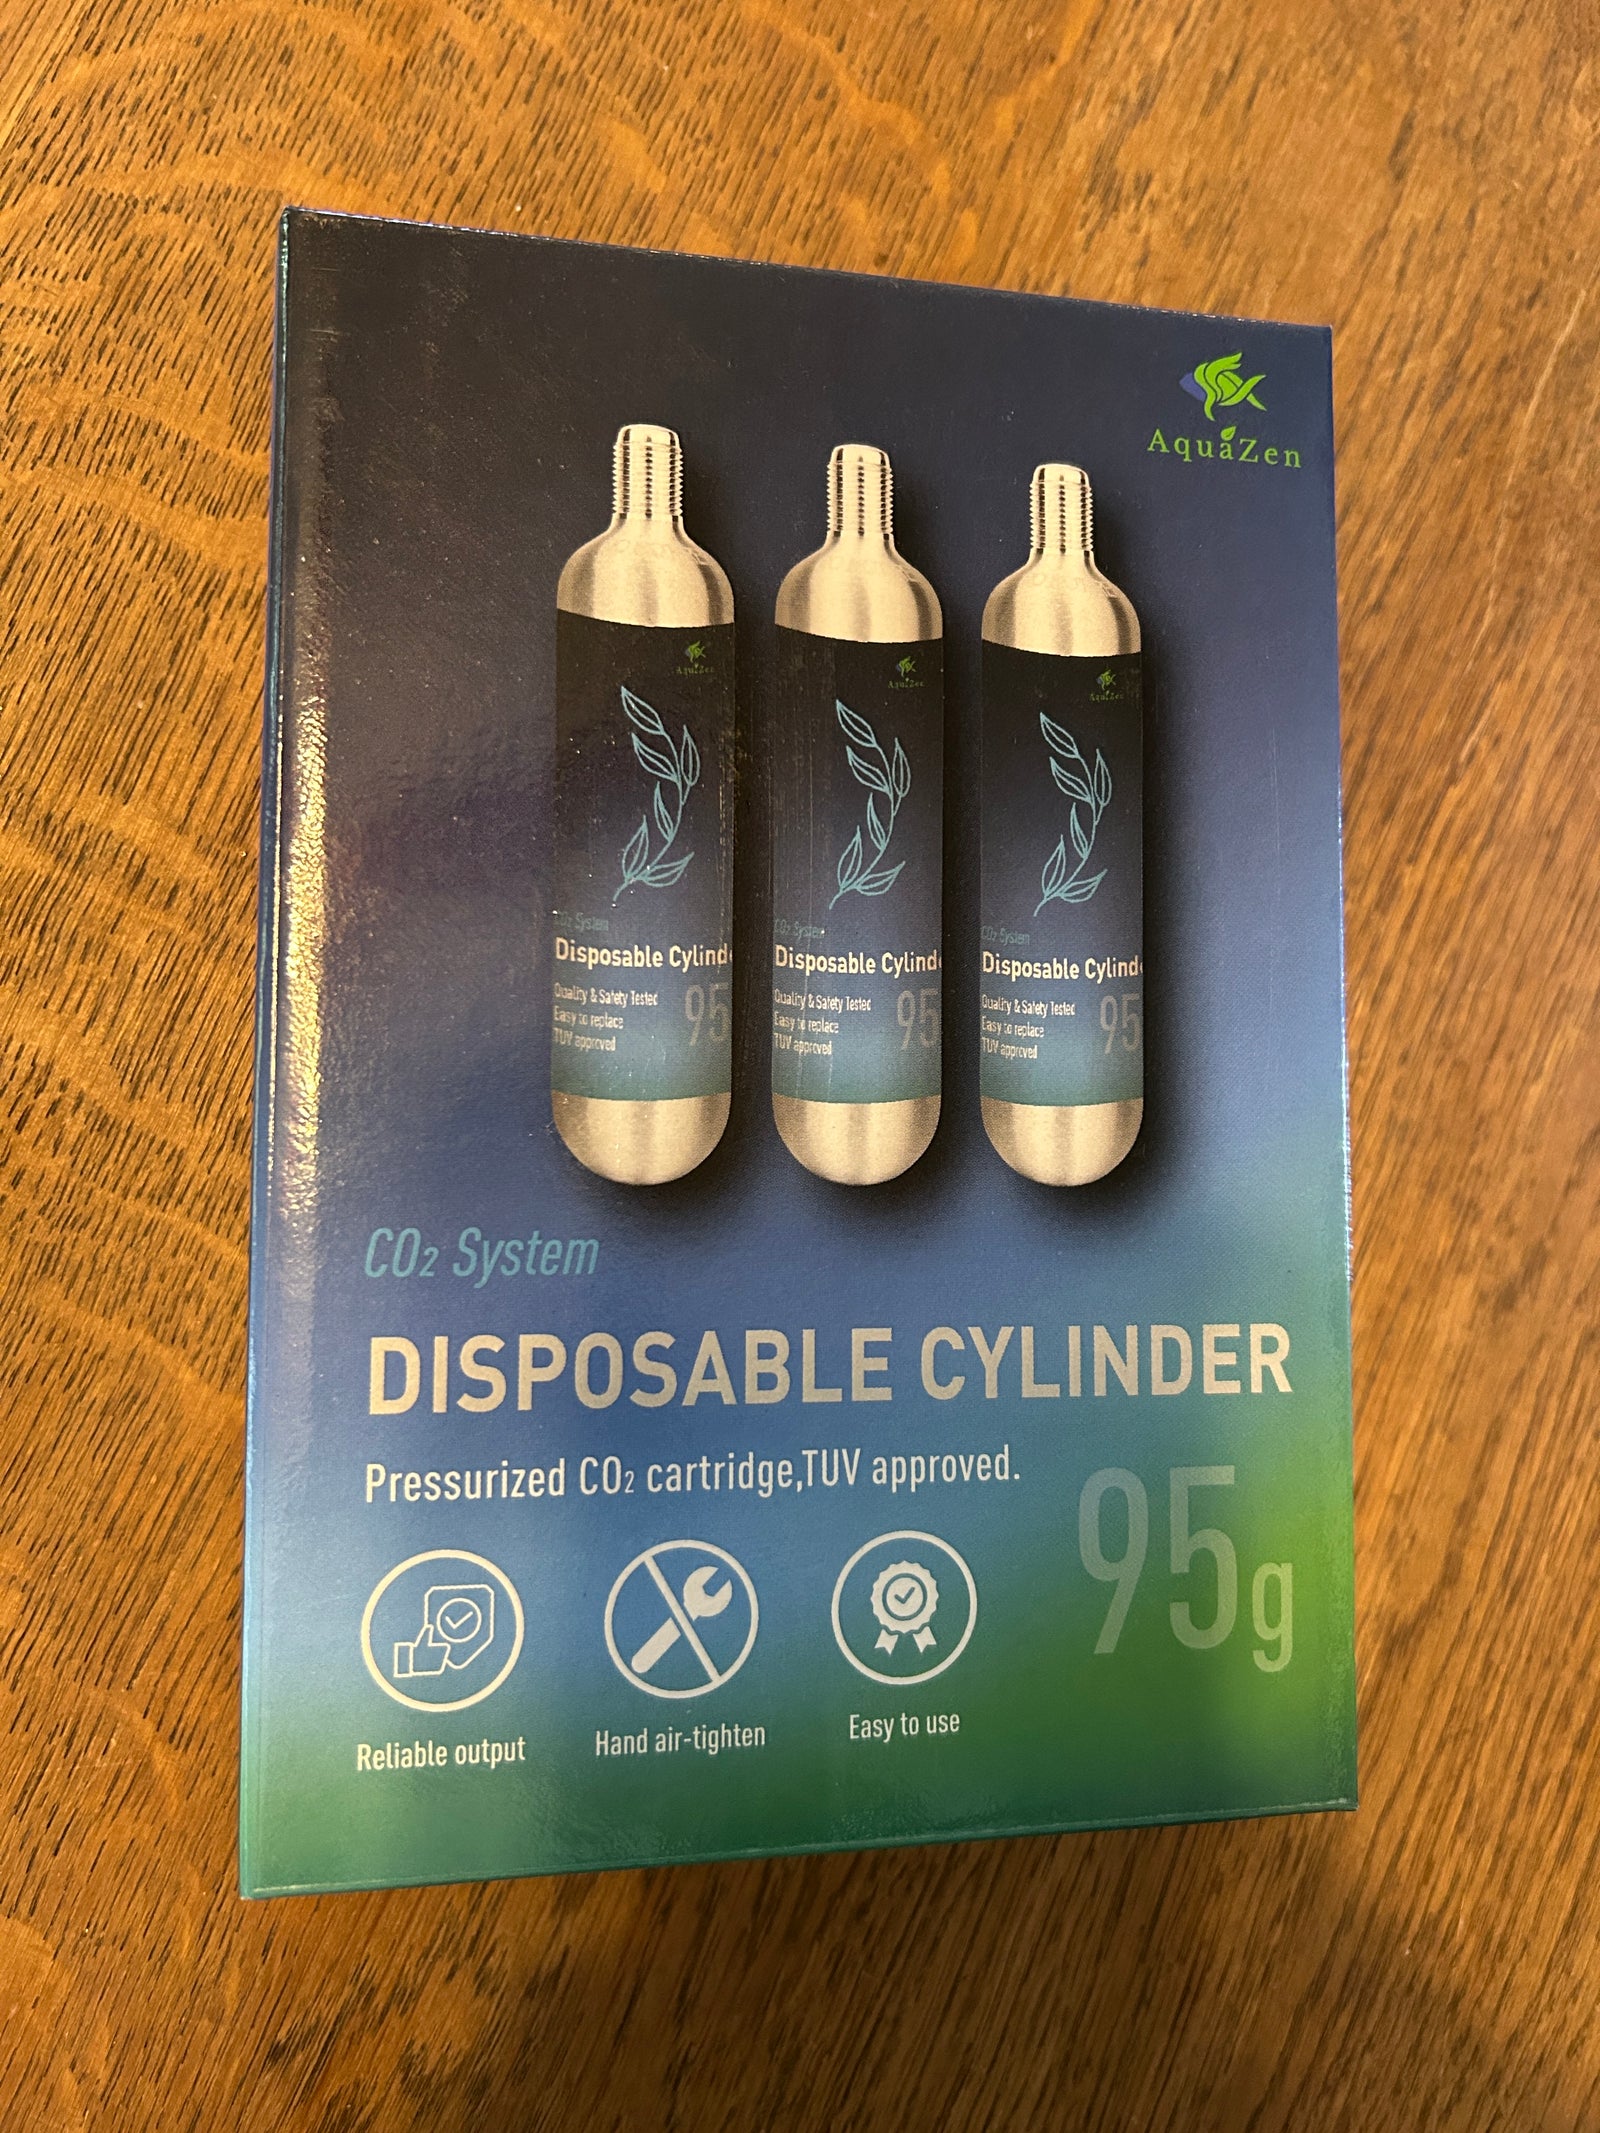 AquaZen
AquaZen
AquaZen
AquaZen
CO₂ System
Disposable Cylind
Quality & Safety Tested
Easy to replace
TUV approved
95
CO₂ System
Disposable Cylind
Quality & Safety Tested
Easy to replace
TUV approved
95
CO₂ System
Disposable Cylind
Quality & Safety Tested
Easy to replace
TUV approved
95
CO₂ System
DISPOSABLE CYLINDER
Pressurized CO₂ cartridge,TUV approved.
95g
Reliable output
Hand air-tighten
Easy to use